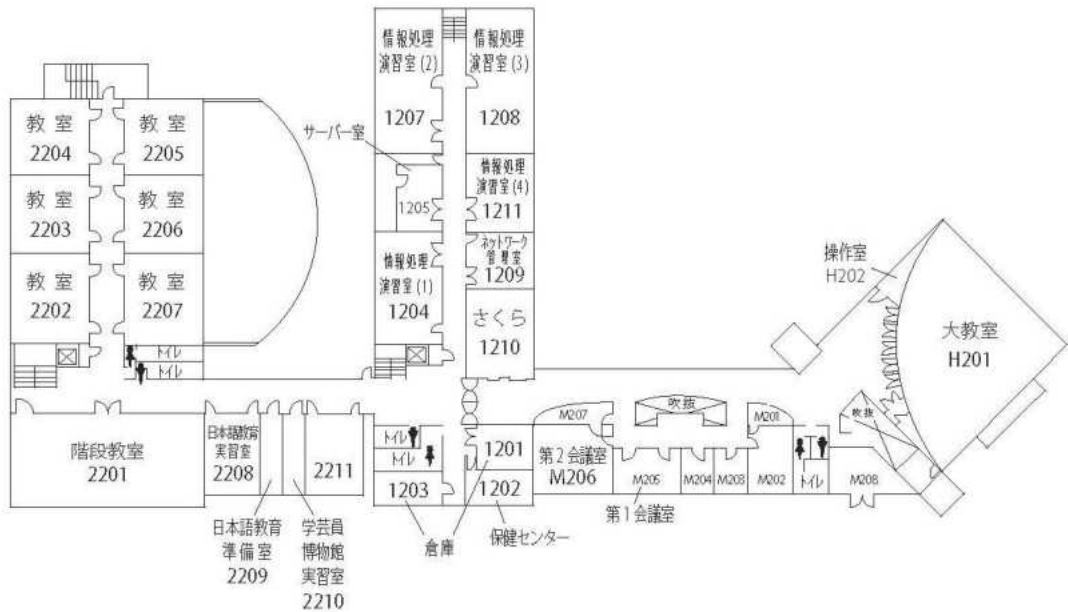 情報処理
演習室(2)
1207
情報処理
演習室(3)
1208
サーバー室
1205
情報処理
演習室(4)
1211
ネットワーク
管理室
1209
情報処理
演習室(1)
1204
さくら
1210
教室
2204
教室
2205
教室
2203
教室
2206
教室
2202
教室
2207
トイレ
トイレ
操作室
H202
大教室
H201
吹抜
階段教室
2201
日本語教育
実習室
2208
2211
日本語教育
準備室
2209
学芸員
博物館
実習室
2210
トイレ
トイレ
1203
1201
1202
倉庫
保健センター
M207
第2会議室
M206
吹抜
M201
M205
第1会議室
M204
M203
M202
トイレ
M208